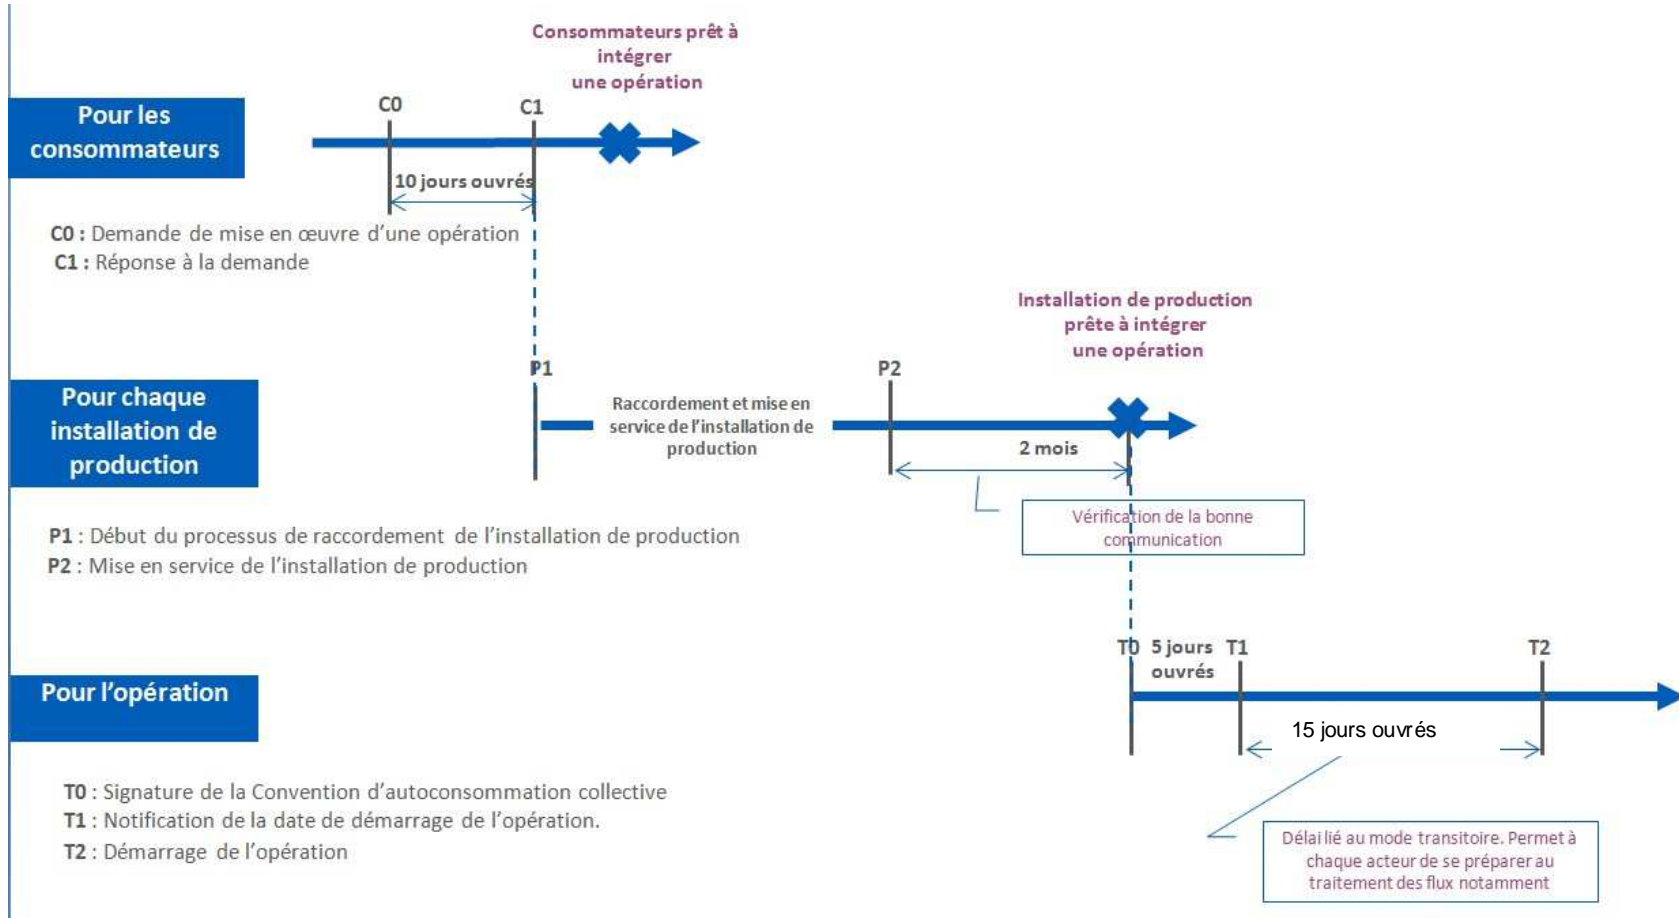 Consommateurs prêt à
intégrer
une opération
Pour les
consommateurs
C0
C1
10 jours ouvrés
C0 : Demande de mise en œuvre d'une opération
C1 : Réponse à la demande
Installation de production
prête à intégrer
une opération
Pour chaque
installation de
production
P1
Raccordement et mise en
service de l'installation de
production
P2
2 mois
Vérification de la bonne
communication
P1 : Début du processus de raccordement de l'installation de production
P2 : Mise en service de l'installation de production
Pour l'opération
T0
5 jours
ouvrés
T1
T2
15 jours ouvrés
T0 : Signature de la Convention d'autoconsommation collective
T1 : Notification de la date de démarrage de l'opération.
T2 : Démarrage de l'opération
Délai lié au mode transitoire. Permet à
chaque acteur de se préparer au
traitement des flux notamment